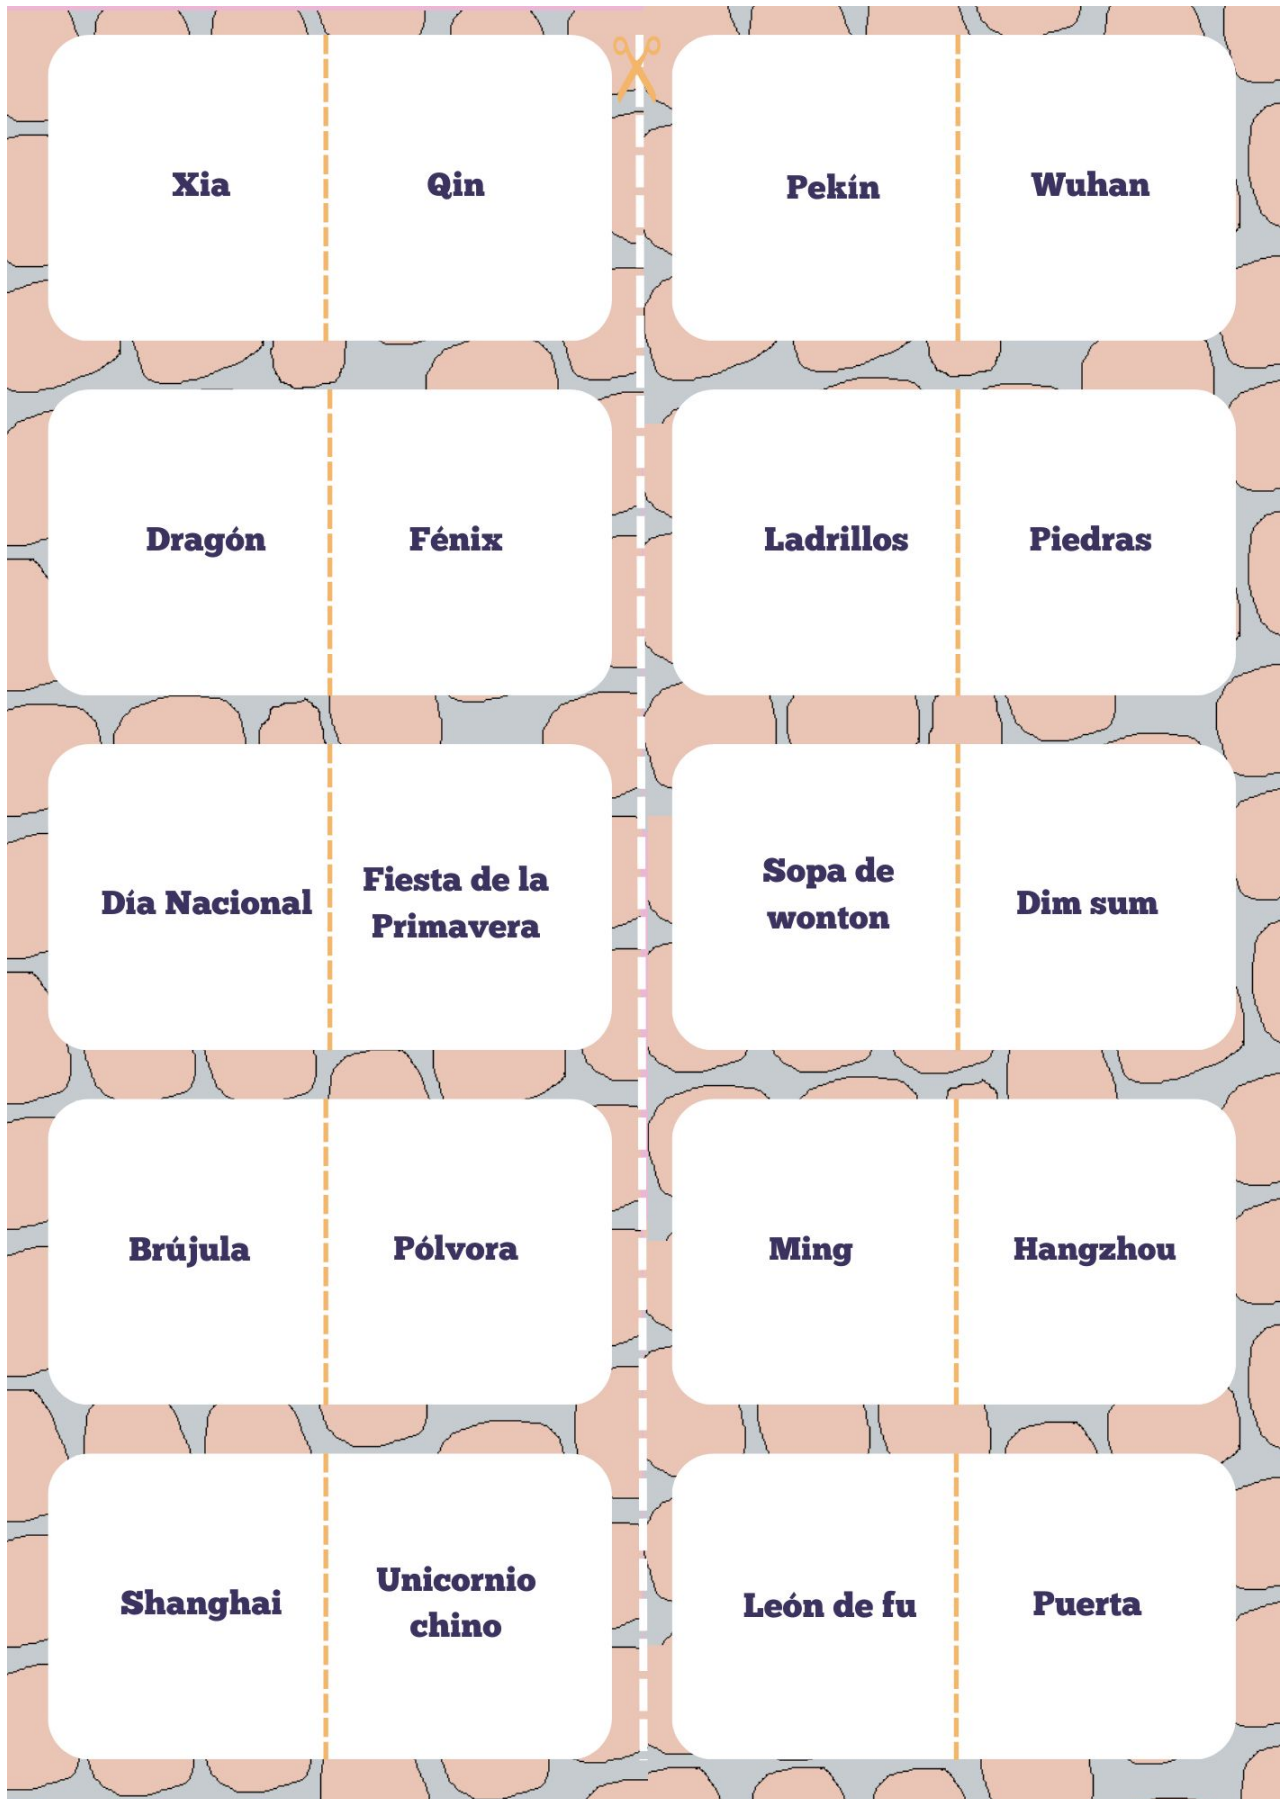 Xia
Qin
Pekín
Wuhan
Dragón
Fénix
Ladrillos
Piedras
Día Nacional
Fiesta de la
Primavera
Sopa de
wonton
Dim sum
Brújula
Pólvora
Ming
Hangzhou
Shanghai
Unicornio
chino
León de fu
Puerta